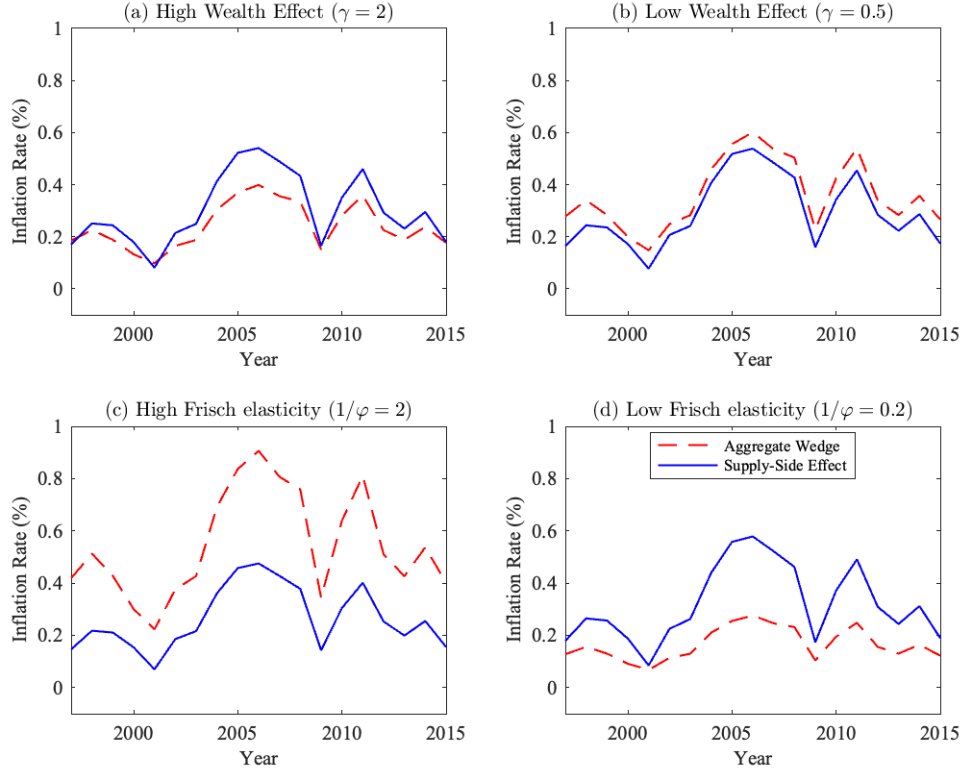 (a) High Wealth Effect (γ = 2)
1
0.8
0.6
0.4
0.2
0
Inflation Rate (%)
2000 2005 2010 2015
Year
(b) Low Wealth Effect (γ = 0.5)
1
0.8
0.6
0.4
0.2
0
Inflation Rate (%)
2000 2005 2010 2015
Year
(c) High Frisch elasticity (1/φ = 2)
1
0.8
0.6
0.4
0.2
0
Inflation Rate (%)
2000 2005 2010 2015
Year
(d) Low Frisch elasticity (1/φ = 0.2)
1
0.8
0.6
0.4
0.2
0
Inflation Rate (%)
Aggregate Wedge
Supply-Side Effect
2000 2005 2010 2015
Year